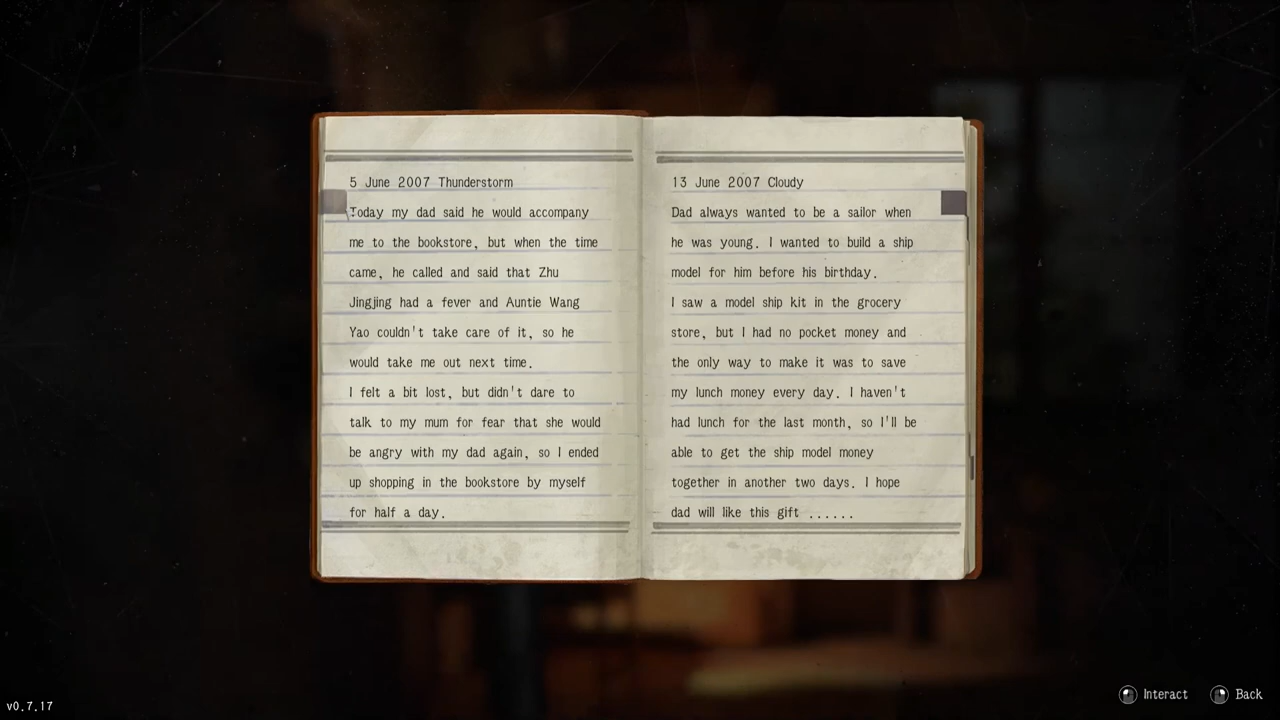 5 June 2007 Thunderstorm
Today my dad said he would accompany
me to the bookstore, but when the time
came, he called and said that Zhu
Jingjing had a fever and Auntie Wang
Yao couldn't take care of it, so he
would take me out next time.
I felt a bit lost, but didn't dare to
talk to my mum for fear that she would
be angry with my dad again, so I ended
up shopping in the bookstore by myself
for half a day.
13 June 2007 Cloudy
Dad always wanted to be a sailor when
he was young. I wanted to build a ship
model for him before his birthday.
I saw a model ship kit in the grocery
store, but I had no pocket money and
the only way to make it was to save
my lunch money every day. I haven't
had lunch for the last month, so I'll be
able to get the ship model money
together in another two days. I hope
dad will like this gift ......
v0.7.17
Interact
Back